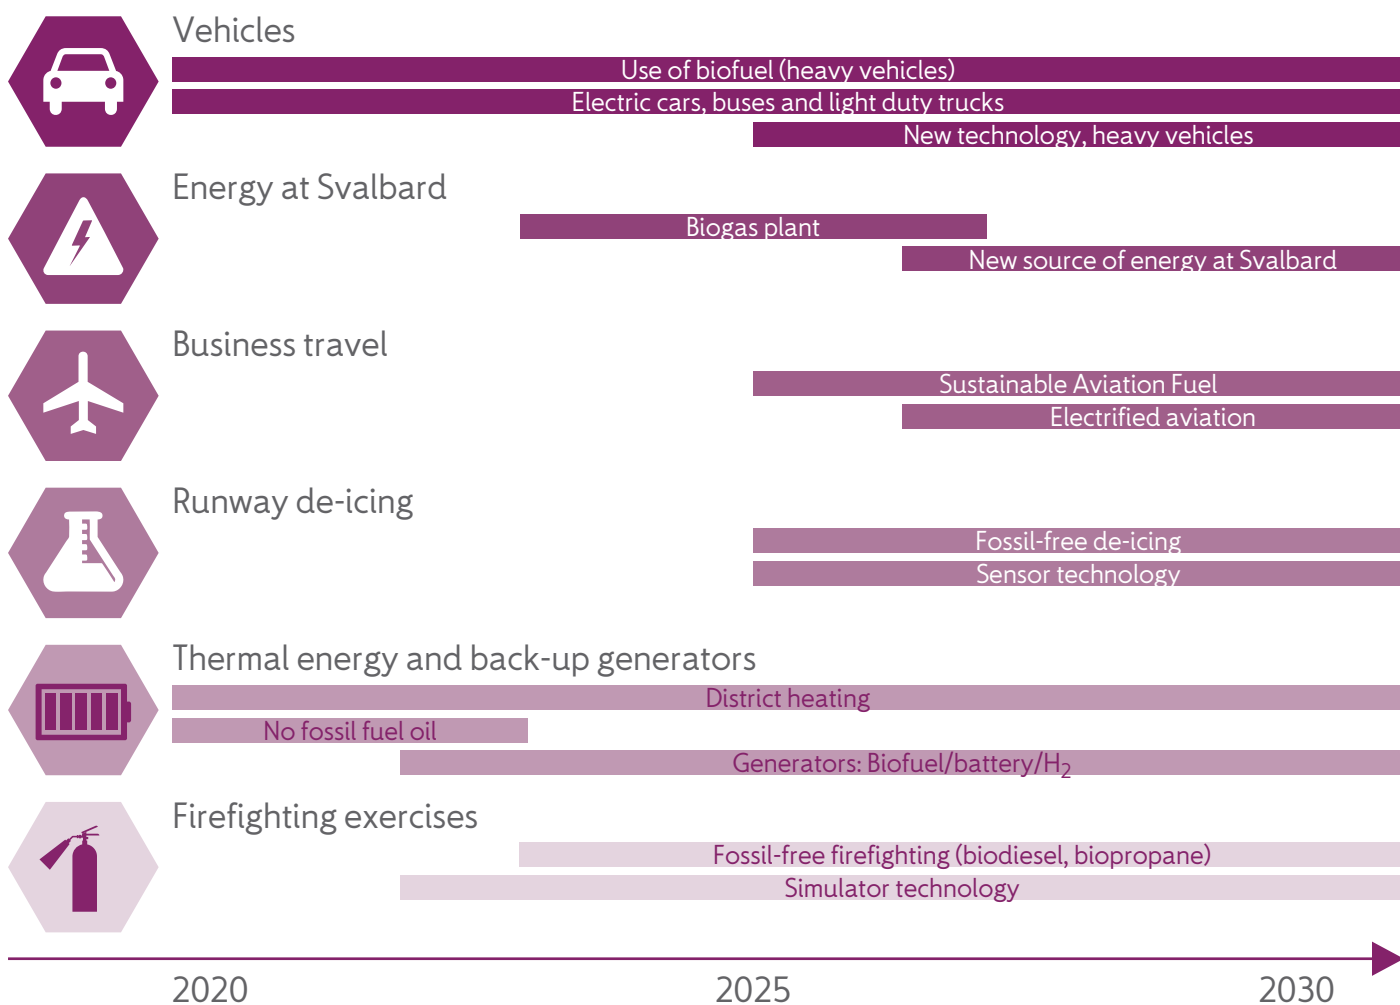 Vehicles
Use of biofuel (heavy vehicles)
Electric cars, buses and light duty trucks
New technology, heavy vehicles
Energy at Svalbard
Biogas plant
New source of energy at Svalbard
Business travel
Sustainable Aviation Fuel
Electrified aviation
Runway de-icing
Fossil-free de-icing
Sensor technology
Thermal energy and back-up generators
District heating
No fossil fuel oil
Generators: Biofuel/battery/H₂
Firefighting exercises
Fossil-free firefighting (biodiesel, biopropane)
Simulator technology
2020 2025 2030